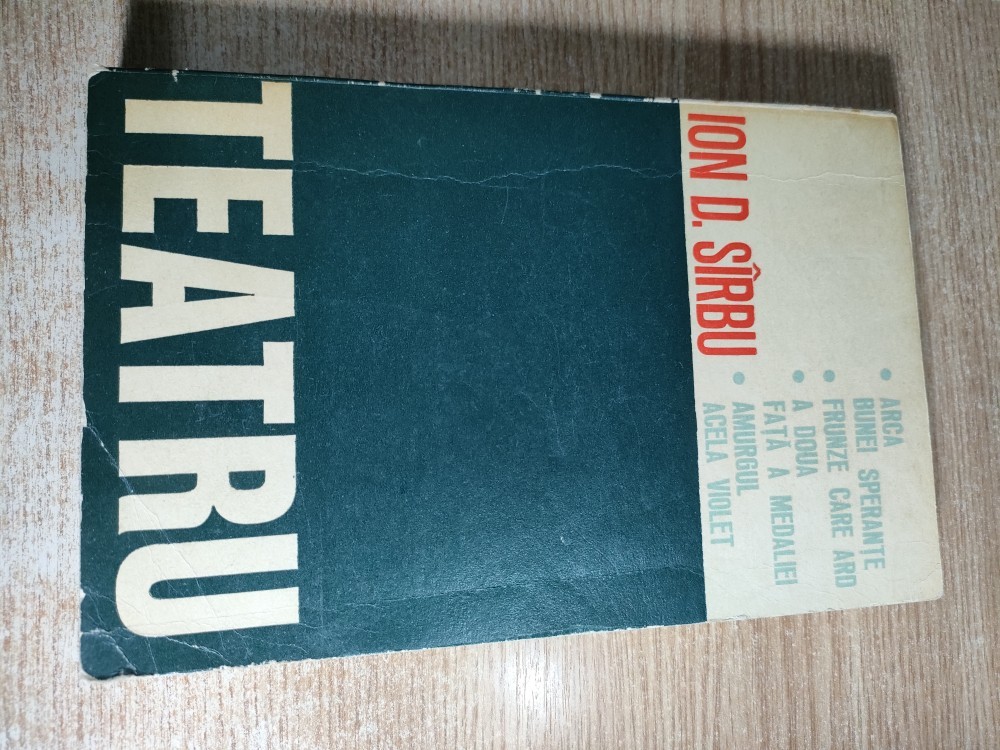 ION D. SÎRBU
• ARCA
BUNEI SPERANȚE
• FRUNZE CARE ARD
• A DOUA
FAȚĂ A MEDALIEI
• AMURGUL
ACELA VIOLET
TEATRU